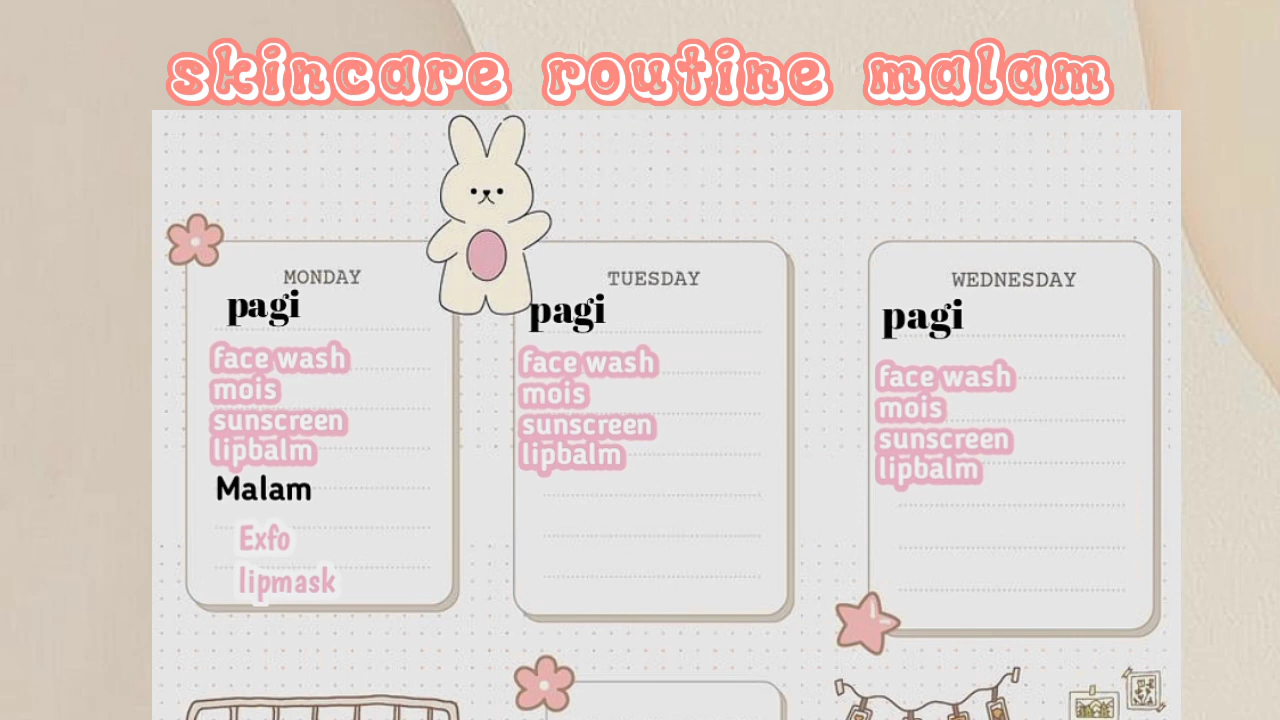 skincare routine malam
MONDAY
pagi
face wash
mois
sunscreen
lipbalm
Malam
Exfo
lipmask
TUESDAY
pagi
face wash
mois
sunscreen
lipbalm
WEDNESDAY
pagi
face wash
mois
sunscreen
lipbalm